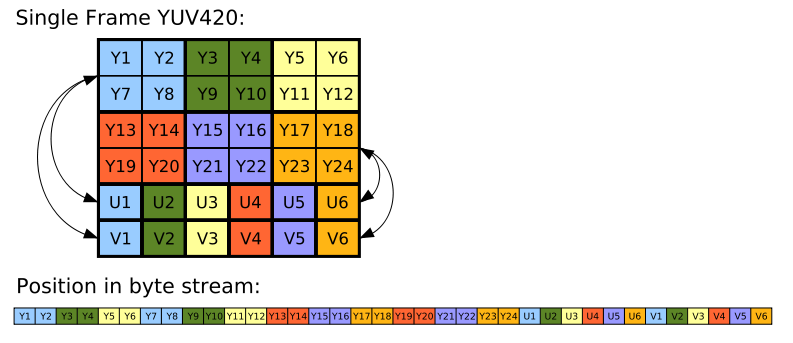 Single Frame YUV420:
Y1 Y2 Y3 Y4 Y5 Y6
Y7 Y8 Y9 Y10 Y11 Y12
Y13 Y14 Y15 Y16 Y17 Y18
Y19 Y20 Y21 Y22 Y23 Y24
U1 U2 U3 U4 U5 U6
V1 V2 V3 V4 V5 V6
Position in byte stream:
Y1 Y2 Y3 Y4 Y5 Y6 Y7 Y8 Y9 Y10 Y11 Y12 Y13 Y14 Y15 Y16 Y17 Y18 Y19 Y20 Y21 Y22 Y23 Y24 U1 U2 U3 U4 U5 U6 V1 V2 V3 V4 V5 V6